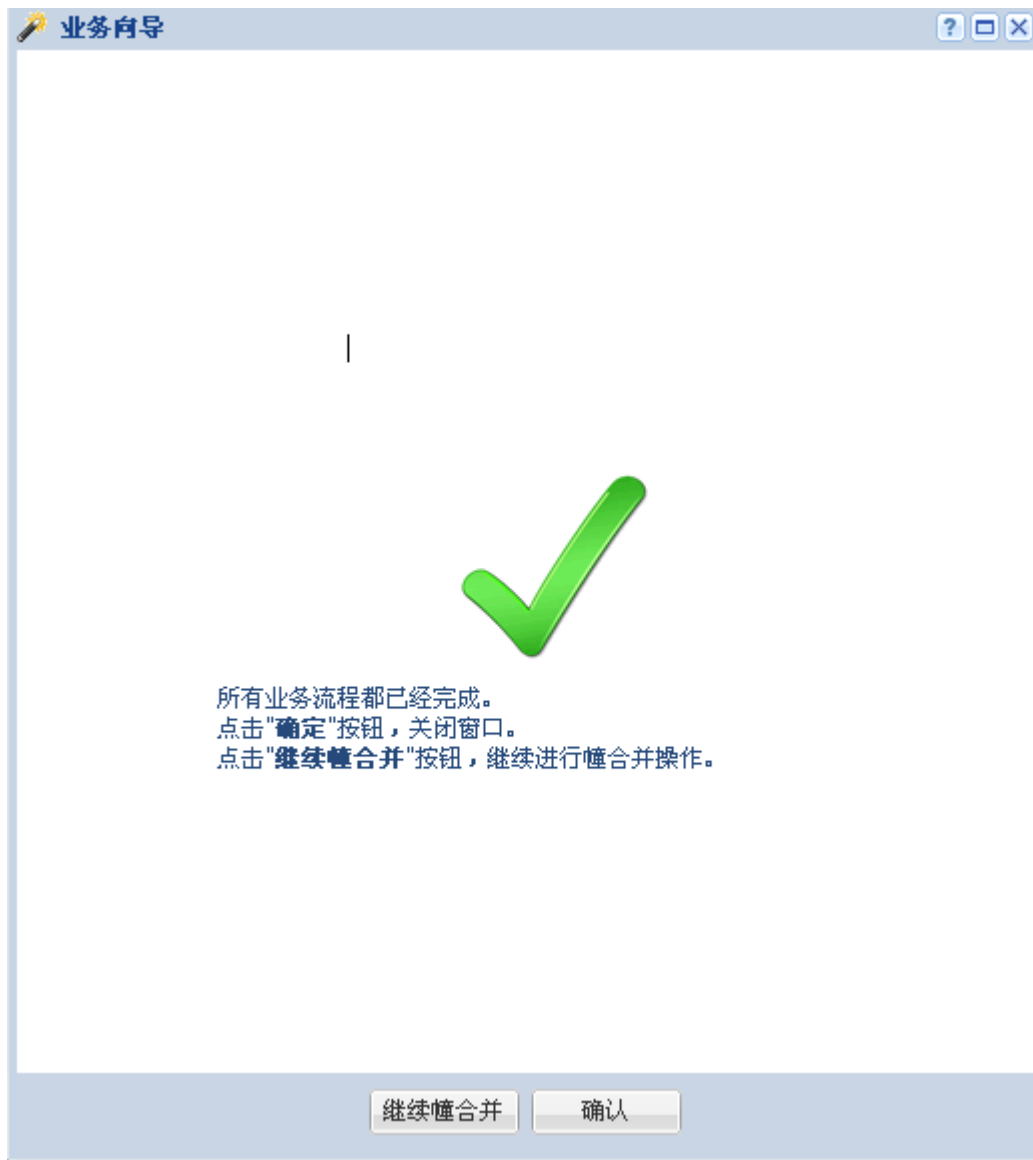 业务向导
所有业务流程都已经完成。
点击"确定"按钮，关闭窗口。
点击"继续幢合并"按钮，继续进行幢合并操作。
继续幢合并
确认